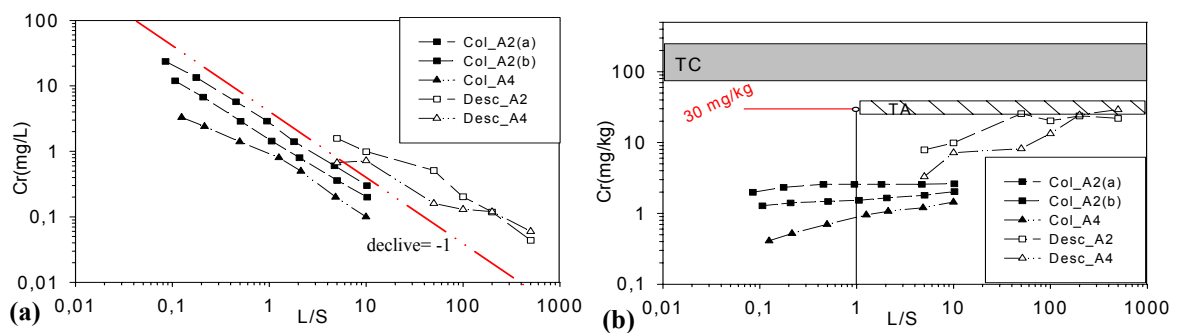 100
10
1
0,1
0,01
Cr(mg/L)
Col_A2(a)
Col_A2(b)
Col_A4
Desc_A2
Desc_A4
declive= -1
0,01 0,1 1 10 100 1000
L/S
(a)
100
10
1
0,1
Cr(mg/kg)
TC
30 mg/kg
TA
Col_A2(a)
Col_A2(b)
Col_A4
Desc_A2
Desc_A4
0,01 0,1 1 10 100 1000
L/S
(b)